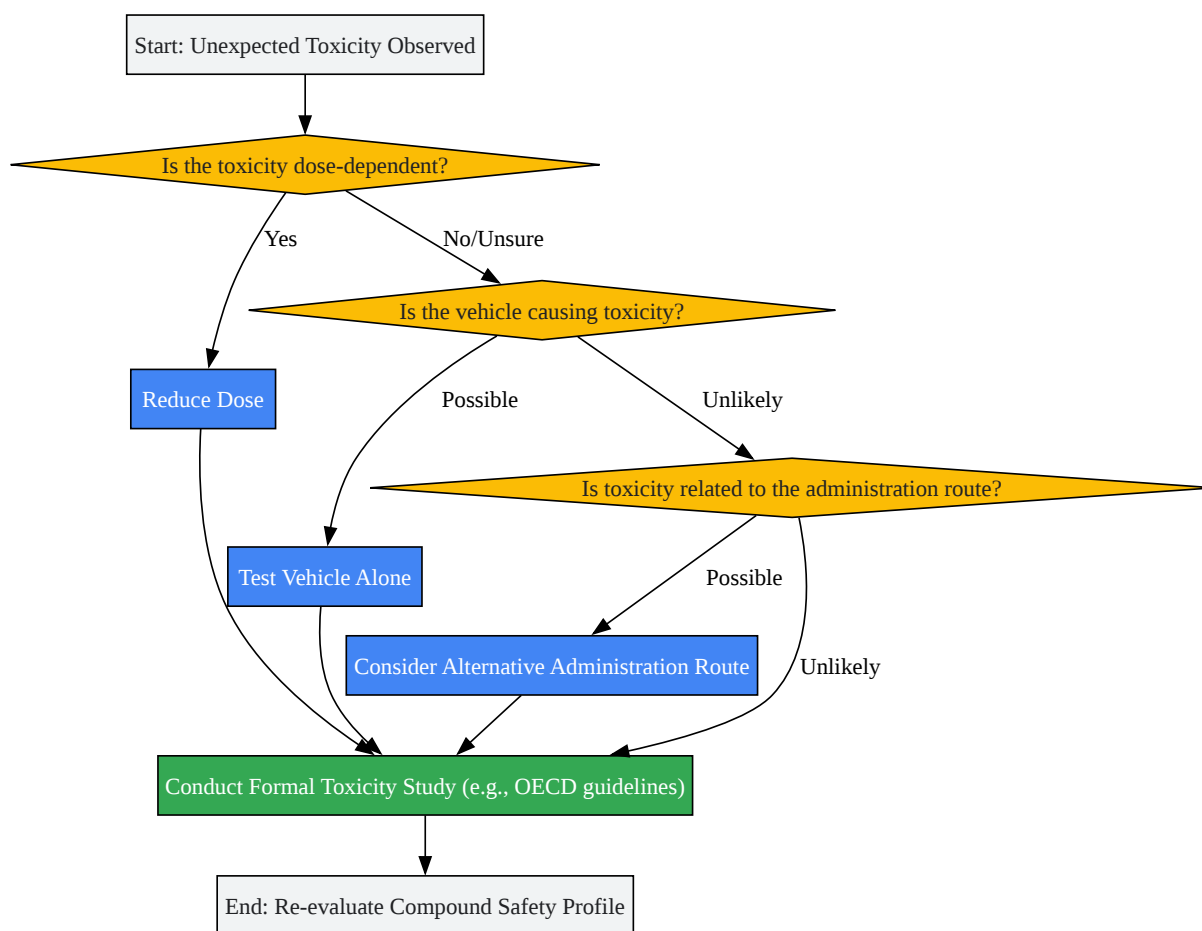 Start: Unexpected Toxicity Observed
Is the toxicity dose-dependent?
Yes
No/Unsure
Is the vehicle causing toxicity?
Reduce Dose
Possible
Unlikely
Is toxicity related to the administration route?
Test Vehicle Alone
Possible
Consider Alternative Administration Route
Unlikely
Conduct Formal Toxicity Study (e.g., OECD guidelines)
End: Re-evaluate Compound Safety Profile